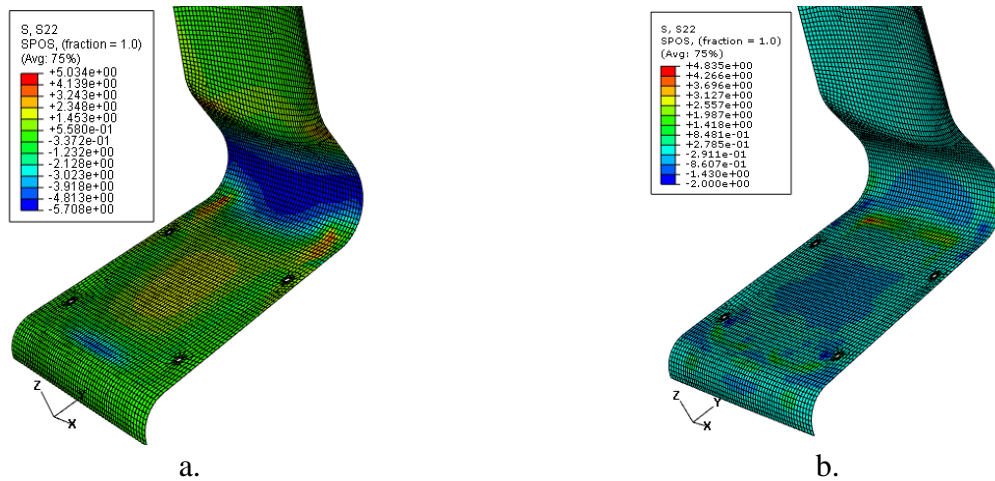 S, S22
SPOS, (fraction = 1.0)
(Avg: 75%)
+5.034e+00
+4.139e+00
+3.243e+00
+2.348e+00
+1.453e+00
+5.580e-01
-3.372e-01
-1.232e+00
-2.128e+00
-3.023e+00
-3.918e+00
-4.813e+00
-5.708e+00
Z
X
a.
S, S22
SPOS, (fraction = 1.0)
(Avg: 75%)
+4.835e+00
+4.266e+00
+3.696e+00
+3.127e+00
+2.557e+00
+1.987e+00
+1.418e+00
+8.481e-01
+2.785e-01
-2.911e-01
-8.607e-01
-1.430e+00
-2.000e+00
Z
Y
X
b.